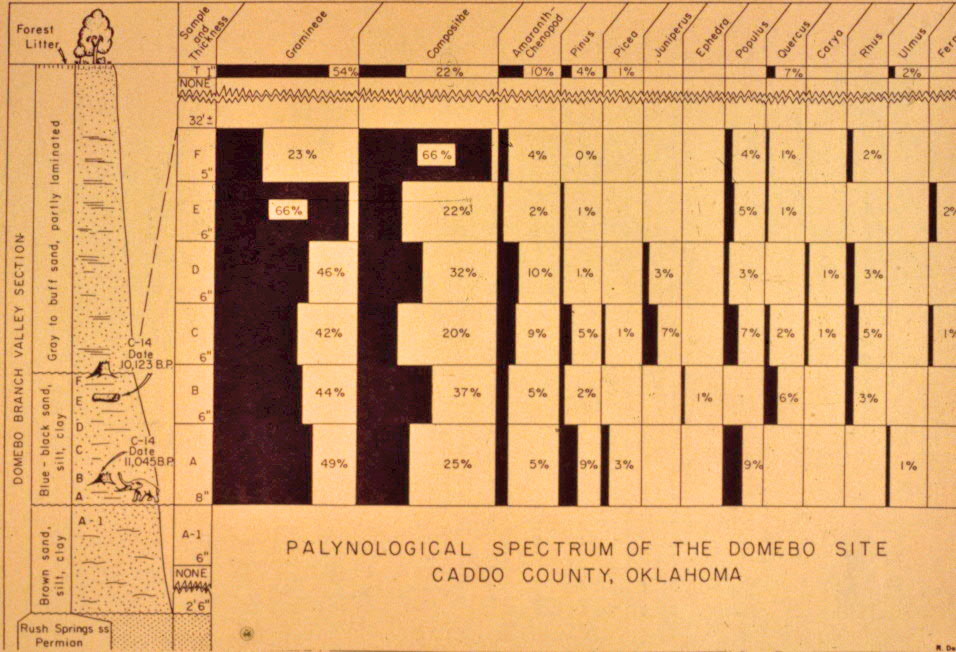 Forest
Litter
Sample
and
Thickness
Gramineae
Compositae
Amaranth-
Chenopod
Pinus
Picea
Juniperus
Ephedra
Populus
Quercus
Carya
Rhus
Ulmus
Fern
T 1" 54% 22% 10% 4% 1% 7% 2%
NONE
32' ±
F 23% 66% 4% 0% 4% 1% 2%
5"
E 66% 22% 2% 1% 5% 1% 2%
6"
D 46% 32% 10% 1% 3% 3% 1% 3%
6"
C 42% 20% 9% 5% 1% 7% 7% 2% 1% 5% 1%
6"
B 44% 37% 5% 2% 1% 6% 3%
6"
A 49% 25% 5% 9% 3% 9% 1%
8"
A-1
6"
NONE
2'6"
DOMEBO BRANCH VALLEY SECTION
Gray to buff sand, partly laminated
Blue-black sand,
silt, clay
Brown sand,
silt, clay
C-14
Date
10,123 B.P.
F
E
D
C
B
A
C-14
Date
11,045 B.P.
A-1
Rush Springs ss
Permian
PALYNOLOGICAL SPECTRUM OF THE DOMEBO SITE
CADDO COUNTY, OKLAHOMA